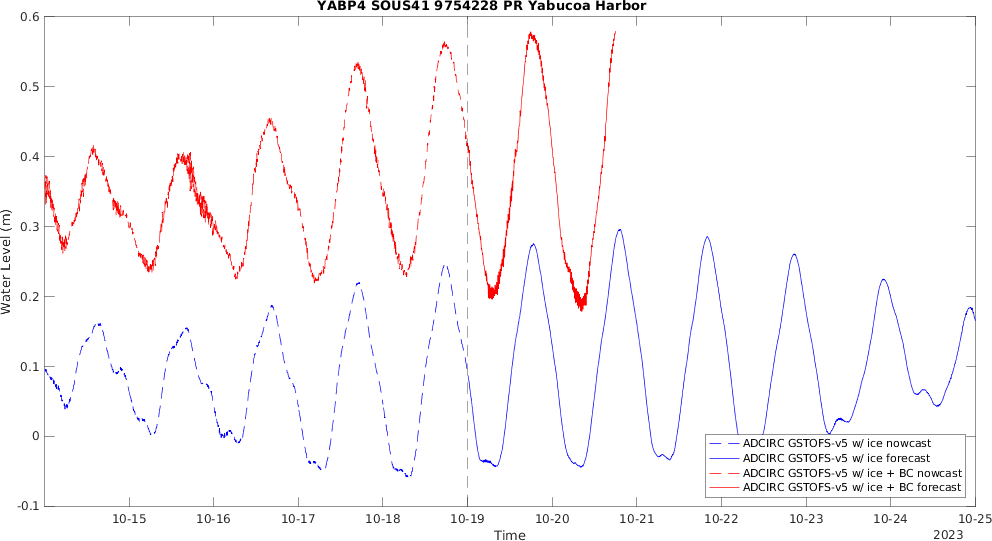 YABP4 SOUS41 9754228 PR Yabucoa Harbor
0.6
0.5
0.4
0.3
0.2
0.1
0
-0.1
Water Level (m)
ADCIRC GSTOFS-v5 w/ ice nowcast
ADCIRC GSTOFS-v5 w/ ice forecast
ADCIRC GSTOFS-v5 w/ ice + BC nowcast
ADCIRC GSTOFS-v5 w/ ice + BC forecast
10-15 10-16 10-17 10-18 10-19 10-20 10-21 10-22 10-23 10-24 10-25
Time
2023